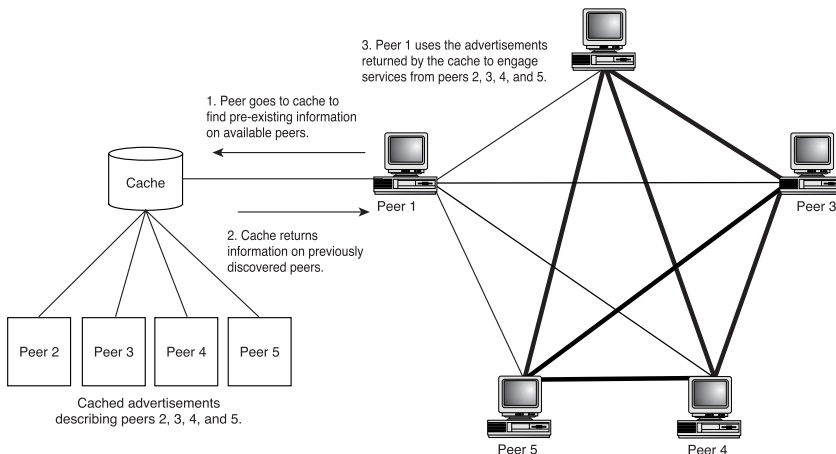 3. Peer 1 uses the advertisements
returned by the cache to engage
services from peers 2, 3, 4, and 5.
1. Peer goes to cache to
find pre-existing information
on available peers.
Cache
Peer 1
Peer 3
2. Cache returns
information on previously
discovered peers.
Peer 2
Peer 3
Peer 4
Peer 5
Cached advertisements
describing peers 2, 3, 4, and 5.
Peer 5
Peer 4